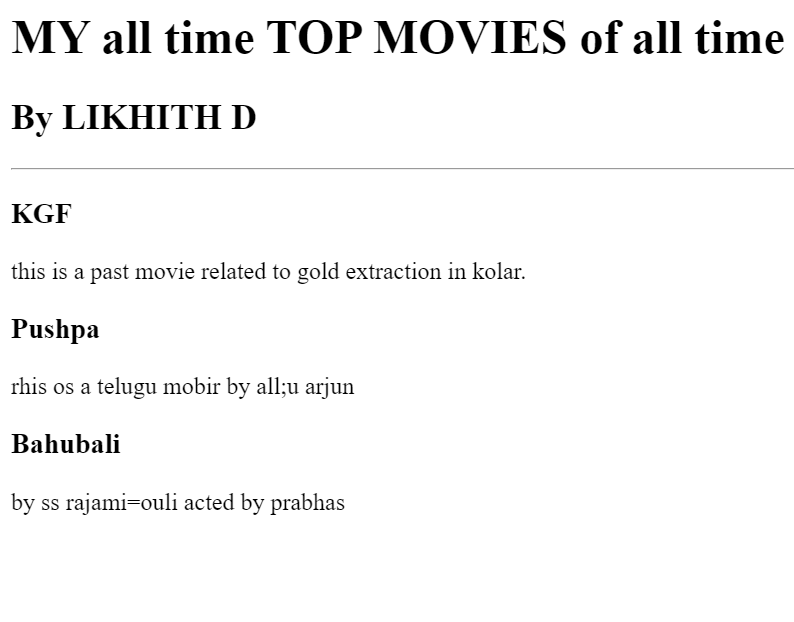 MY all time TOP MOVIES of all time
By LIKHITH D
KGF
this is a past movie related to gold extraction in kolar.
Pushpa
rhis os a telugu mobir by all;u arjun
Bahubali
by ss rajami=ouli acted by prabhas